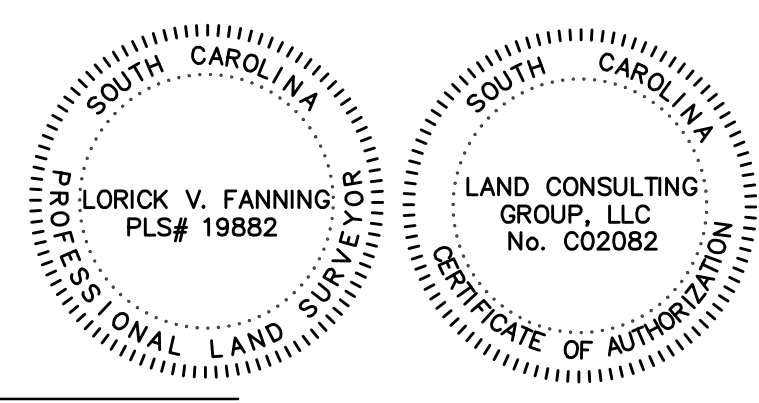 SOUTH CAROLINA
LORICK V. FANNING
PLS# 19882
PROFESSIONAL LAND SURVEYOR
SOUTH CAROLINA
LAND CONSULTING
GROUP, LLC
No. C02082
CERTIFICATE OF AUTHORIZATION